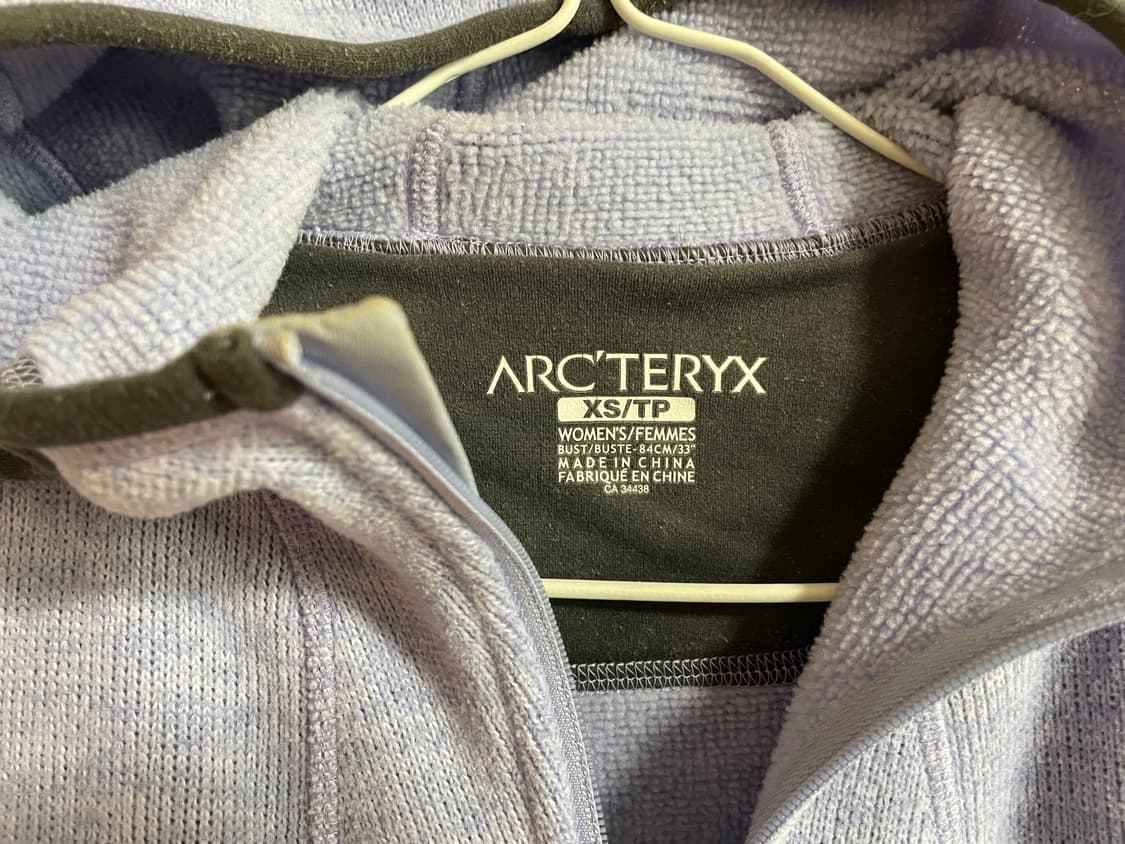 ARC'TERYX
XS/TP
WOMEN'S/FEMMES
BUST/BUSTE-84CM/33"
MADE IN CHINA
FABRIQUÉ EN CHINE
CA 34438